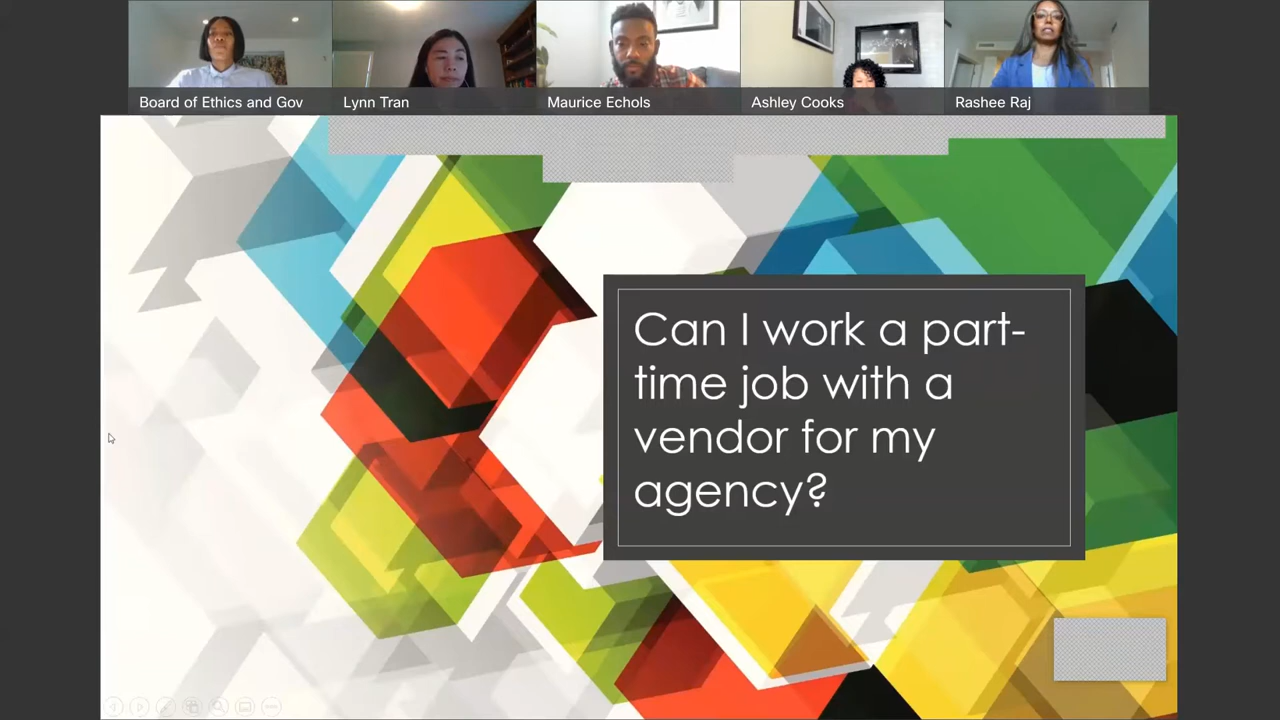 Board of Ethics and Gov
Lynn Tran
Maurice Echols
Ashley Cooks
Rashee Raj
Can I work a part-
time job with a
vendor for my
agency?